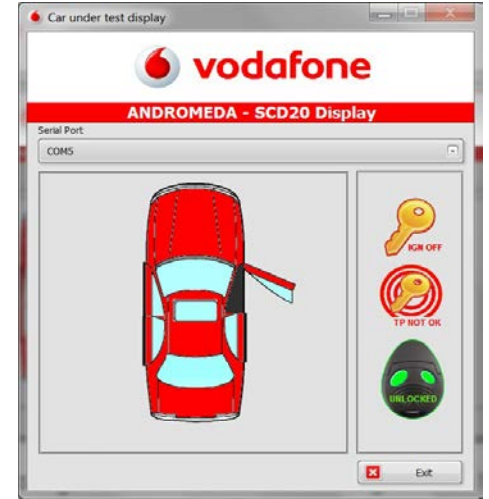 Car under test display
vodafone
ANDROMEDA - SCD20 Display
Serial Port
COM5
IGN OFF
TP NOT OK
UNLOCKED
Exit